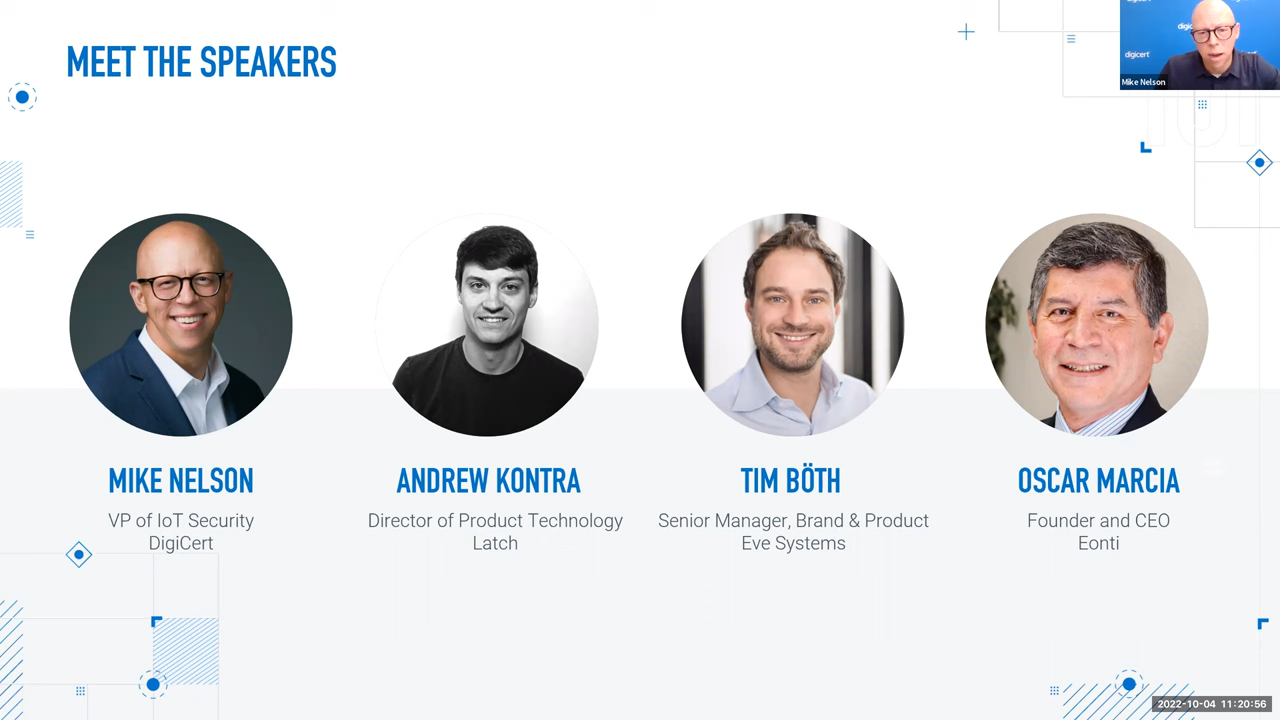 MEET THE SPEAKERS
digicert
digicert
Mike Nelson
MIKE NELSON
VP of IoT Security
DigiCert
ANDREW KONTRA
Director of Product Technology
Latch
TIM BÖTH
Senior Manager, Brand & Product
Eve Systems
OSCAR MARCIA
Founder and CEO
Eonti
2022-10-04 11:20:56